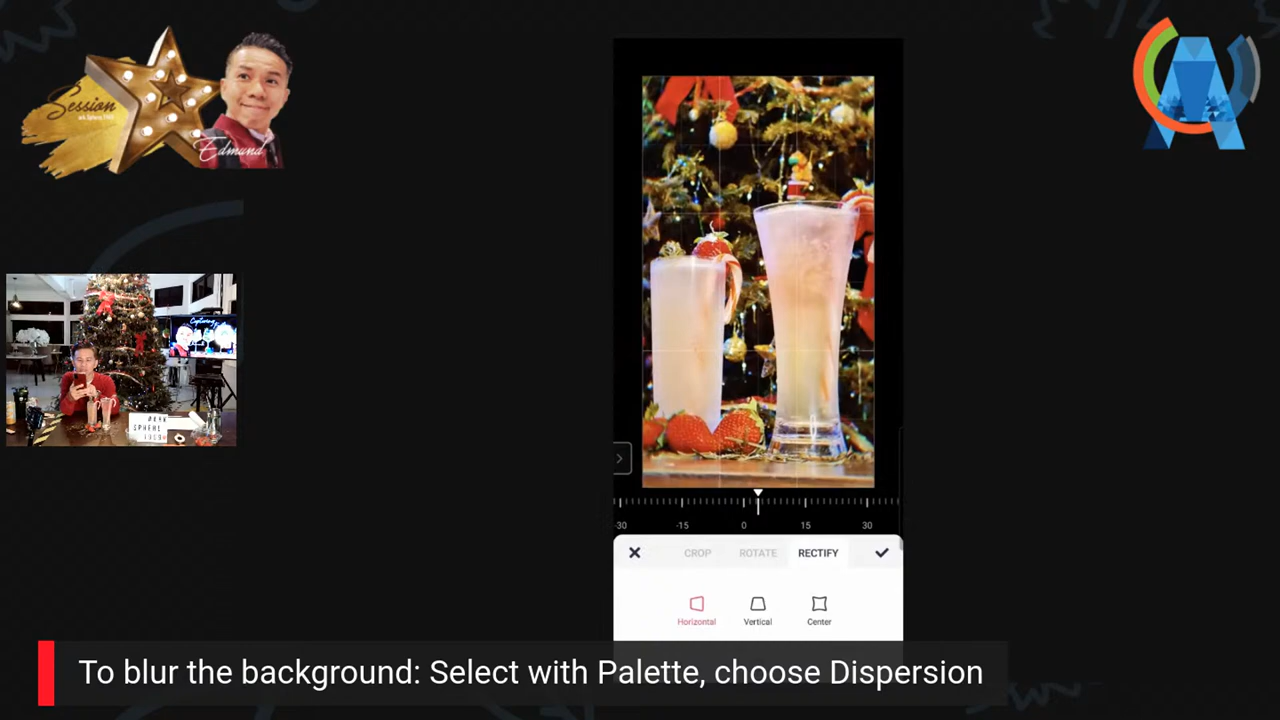 Session
Edmund
-30 -15 0 15 30
CROP ROTATE RECTIFY
Horizontal Vertical Center
To blur the background: Select with Palette, choose Dispersion